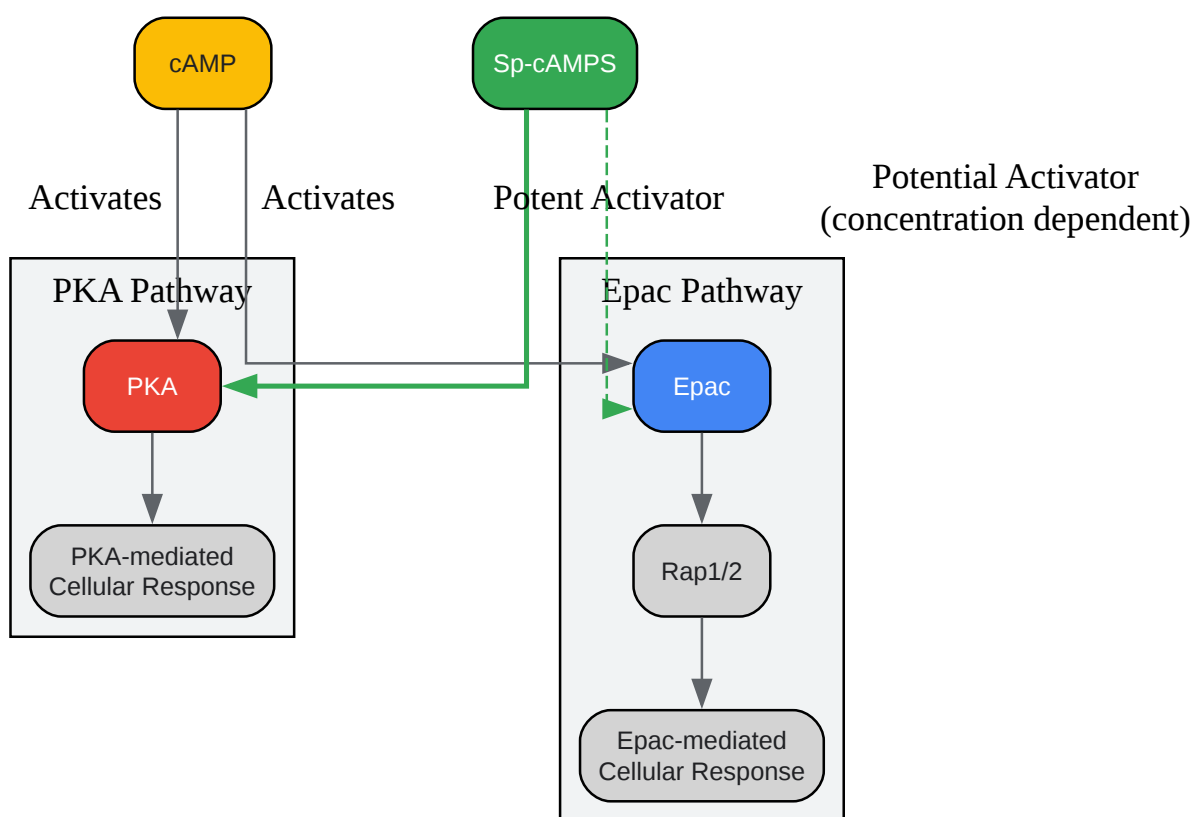 cAMP
Sp-cAMPS
Activates
Activates
Potent Activator
Potential Activator
(concentration dependent)
PKA Pathway
Epac Pathway
PKA
Epac
PKA-mediated
Cellular Response
Rap1/2
Epac-mediated
Cellular Response